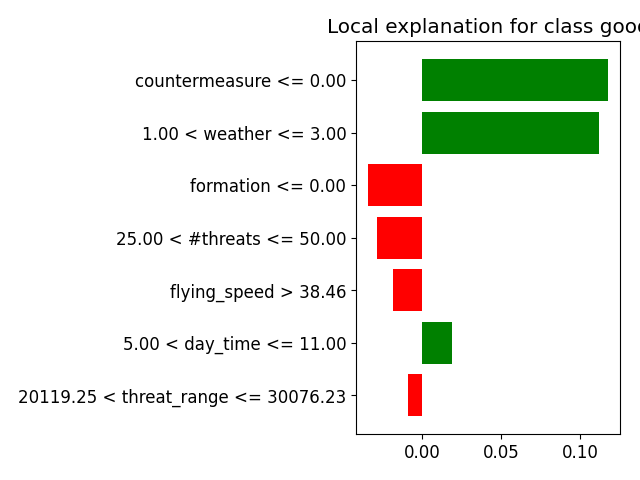 Local explanation for class good
countermeasure <= 0.00
1.00 < weather <= 3.00
formation <= 0.00
25.00 < #threats <= 50.00
flying_speed > 38.46
5.00 < day_time <= 11.00
20119.25 < threat_range <= 30076.23
0.00 0.05 0.10